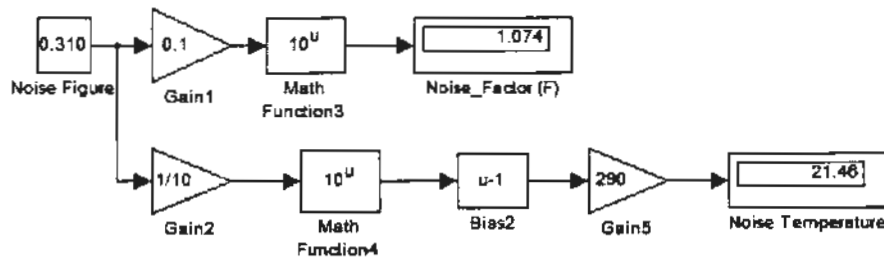 0.310
0.1
10^u
1.074
Noise Figure
Gain1
Math
Function3
Noise_Factor (F)
1/10
10^u
u-1
290
21.46
Gain2
Math
Function4
Bias2
Gain5
Noise Temperature